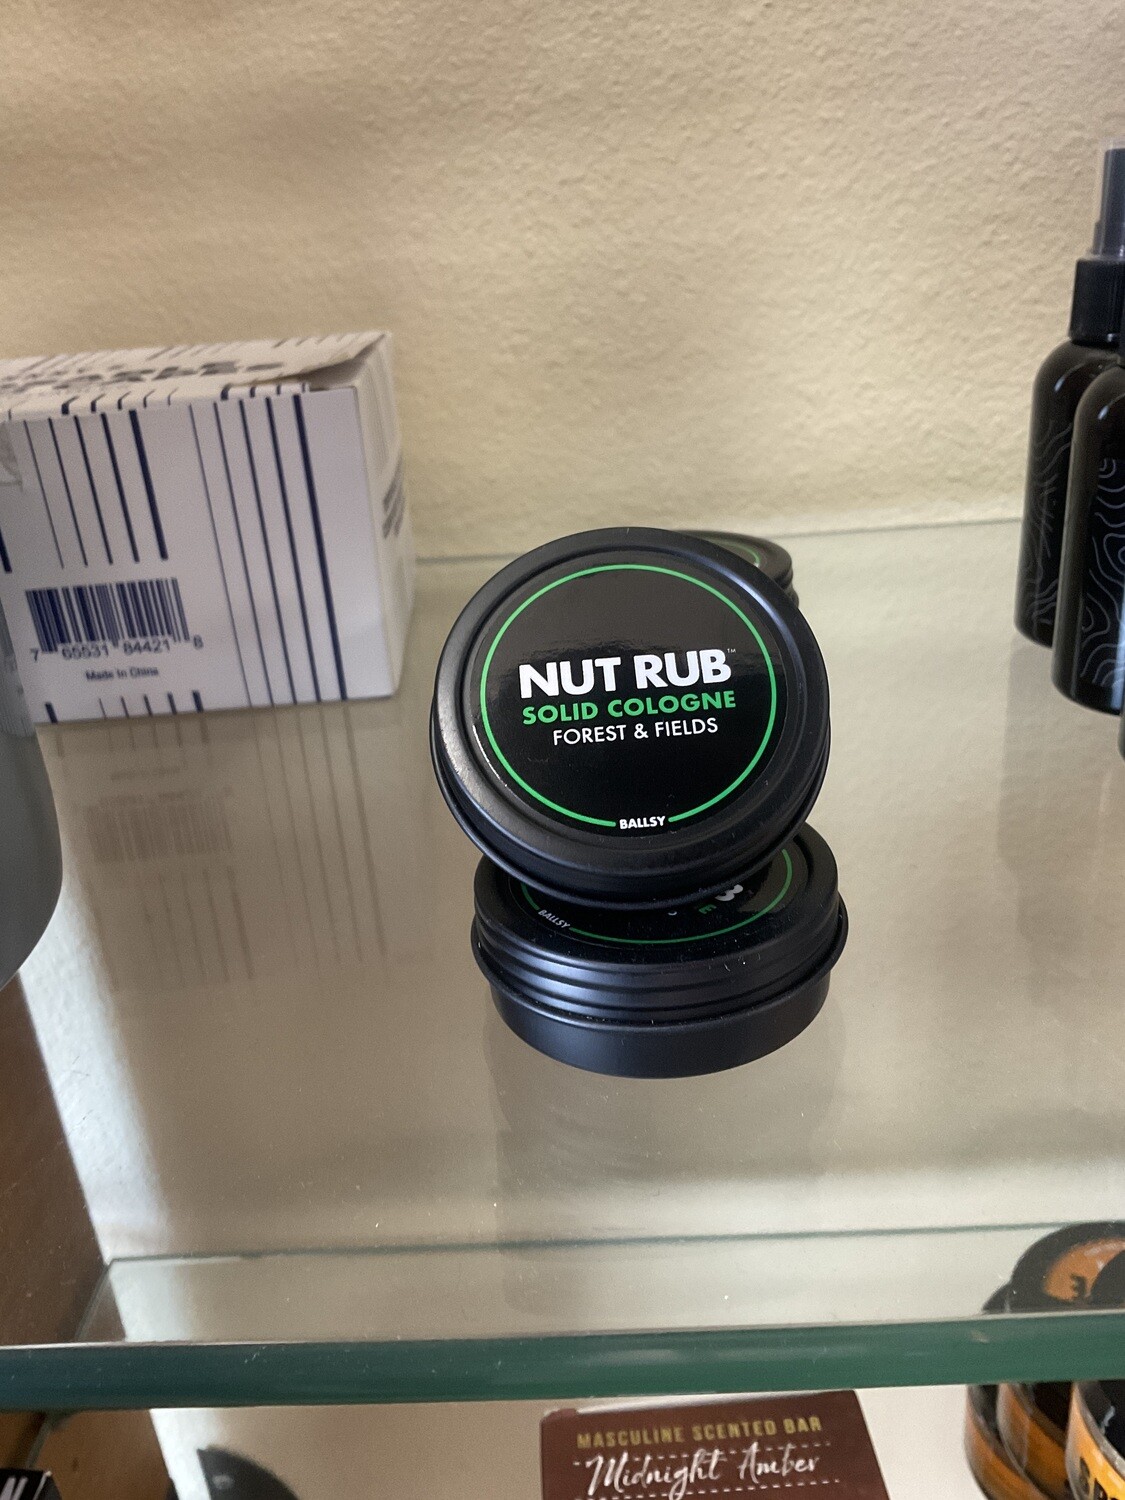 7 65531 84421 8
Made In China
NUT RUB™
SOLID COLOGNE
FOREST & FIELDS
BALLSY
BALLSY
MASCULINE SCENTED BAR
Midnight Amber